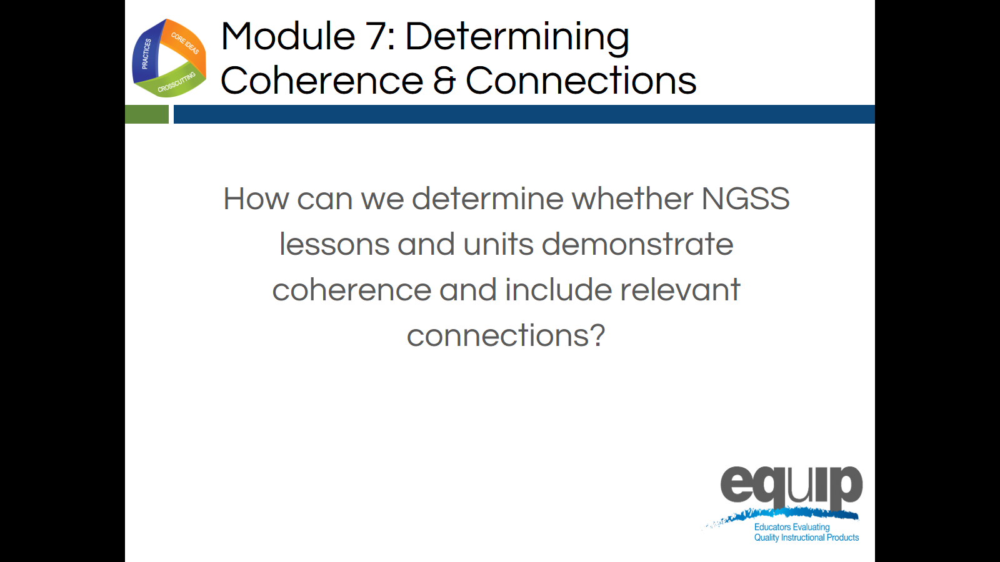 PRACTICES
CORE IDEAS
CROSSCUTTING
Module 7: Determining
Coherence & Connections
How can we determine whether NGSS
lessons and units demonstrate
coherence and include relevant
connections?
equip
Educators Evaluating
Quality Instructional Products